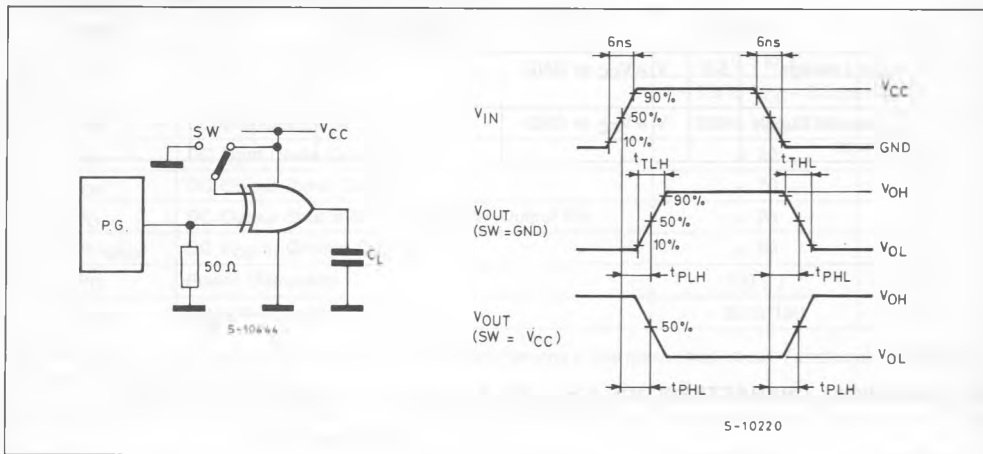 SW
VCC
P.G.
50 Ω
CL
S-10444
6ns
6ns
VIN
90%
50%
10%
VCC
GND
tTLH
tTHL
VOUT
(SW = GND)
90%
50%
10%
VOH
VOL
tPLH
tPHL
VOUT
(SW = VCC)
50%
VOH
VOL
tPHL
tPLH
S-10220